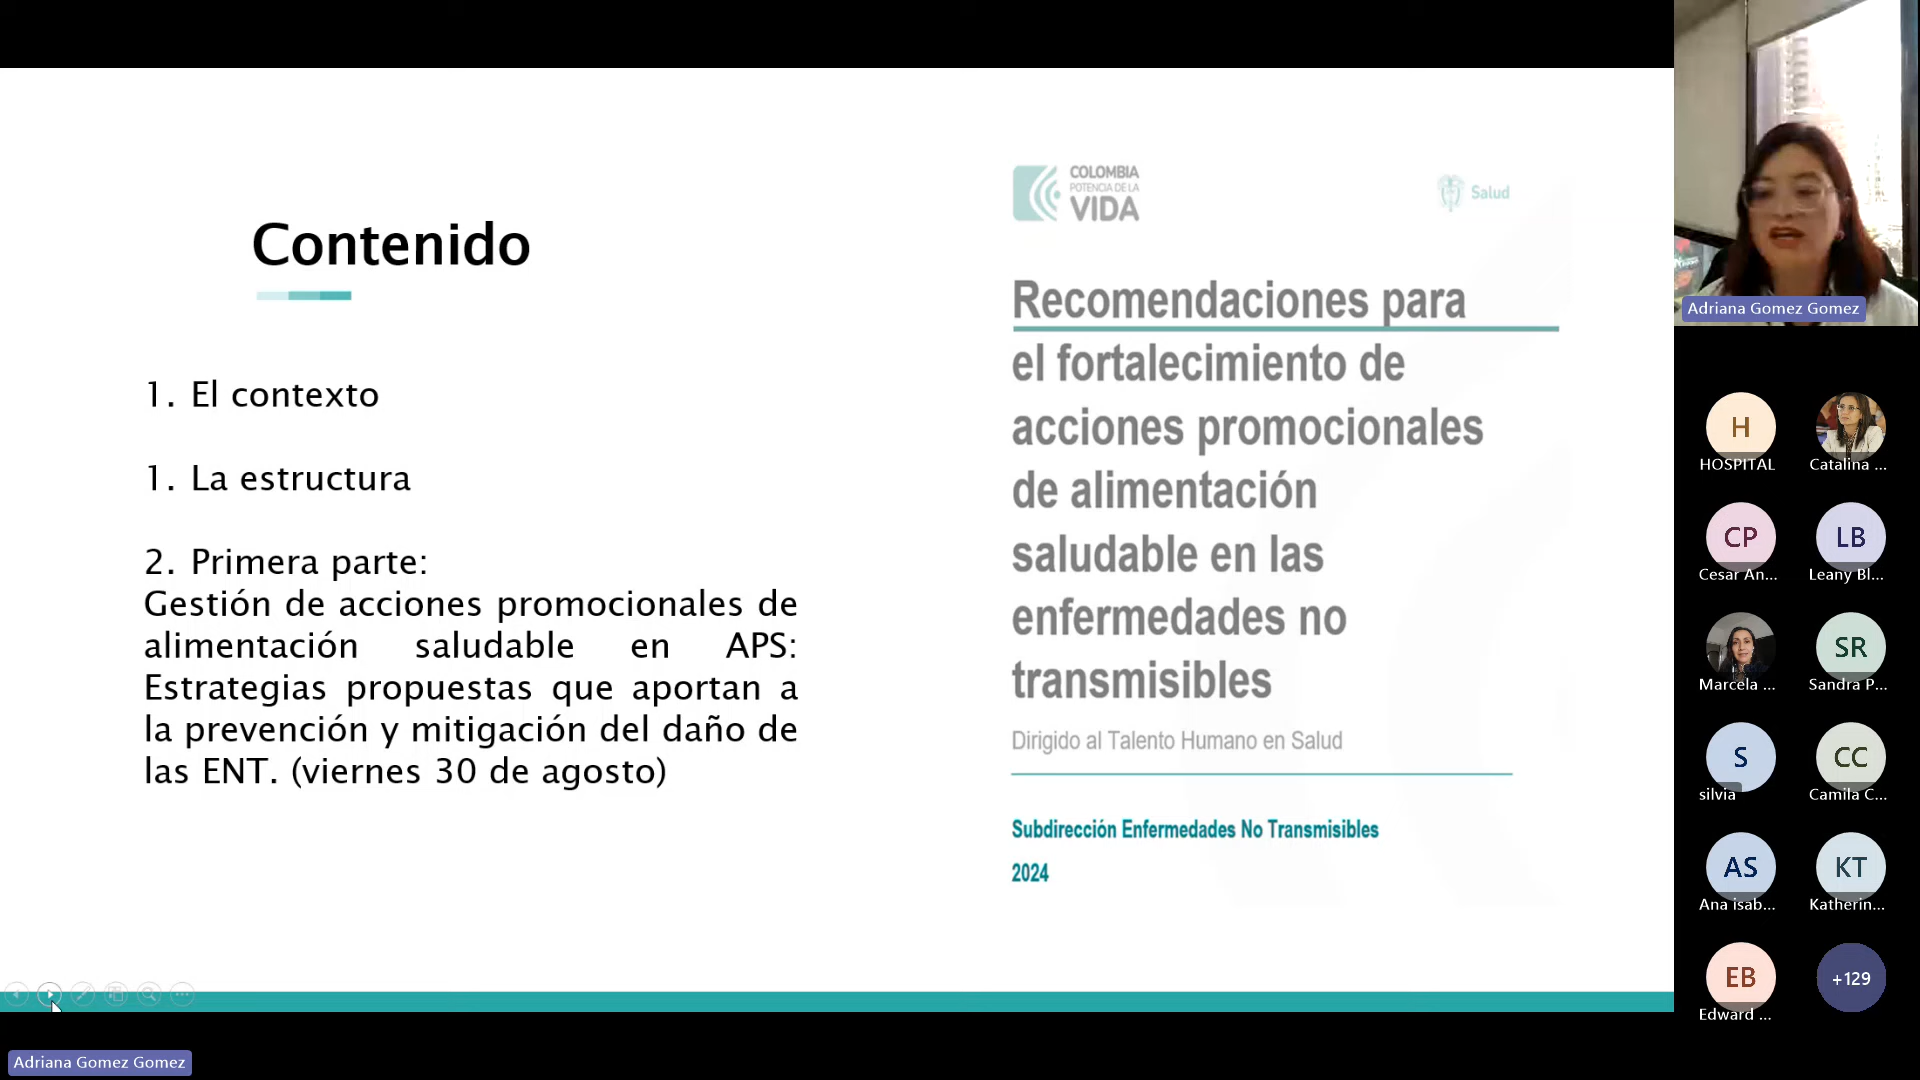 Contenido
1. El contexto
1. La estructura
2. Primera parte:
Gestión de acciones promocionales de
alimentación saludable en APS:
Estrategias propuestas que aportan a
la prevención y mitigación del daño de
las ENT. (viernes 30 de agosto)
COLOMBIA
POTENCIA DE LA
VIDA
Salud
Recomendaciones para
el fortalecimiento de
acciones promocionales
de alimentación
saludable en las
enfermedades no
transmisibles
Dirigido al Talento Humano en Salud
Subdirección Enfermedades No Transmisibles
2024
Adriana Gomez Gomez
H
HOSPITAL
Catalina ...
CP
Cesar An...
LB
Leany Bl...
Marcela ...
SR
Sandra P...
S
silvia
CC
Camila C...
AS
Ana isab...
KT
Katherin...
EB
Edward ...
+129
Adriana Gomez Gomez